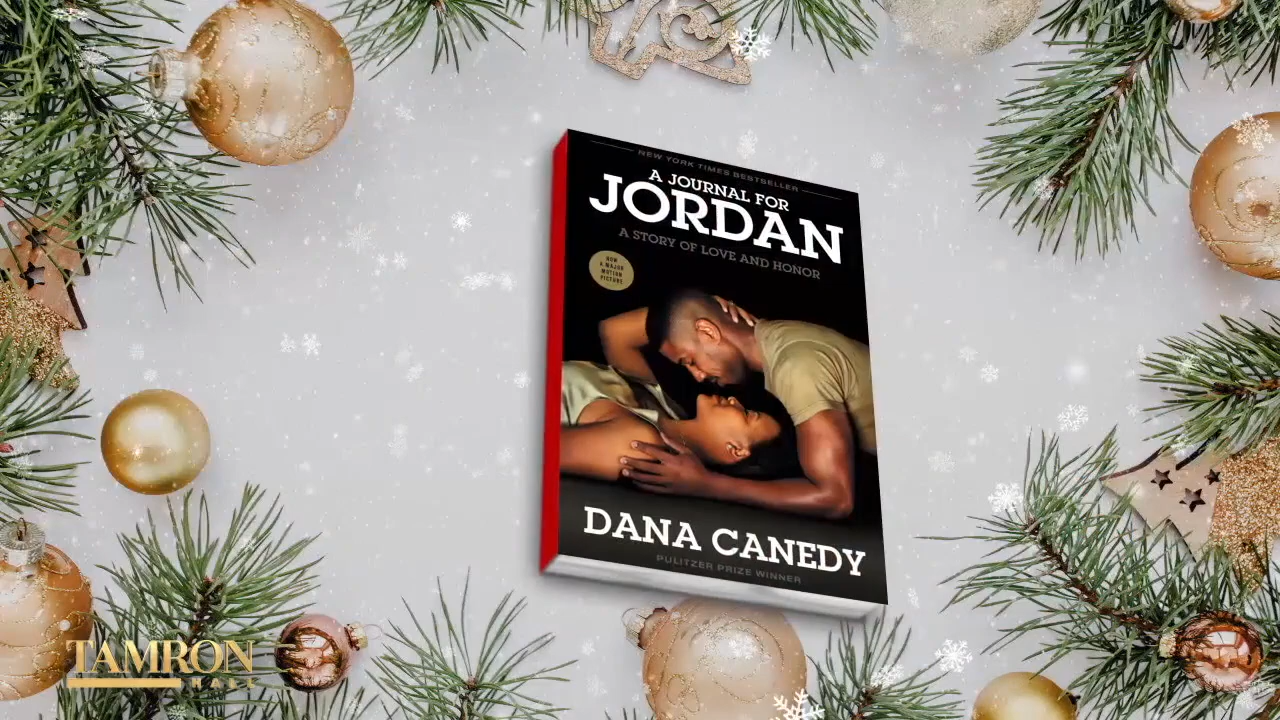 NEW YORK TIMES BESTSELLER
A JOURNAL FOR
JORDAN
A STORY OF LOVE AND HONOR
NOW
A MAJOR
MOTION
PICTURE
DANA CANEDY
PULITZER PRIZE WINNER
TAMRON
HALL